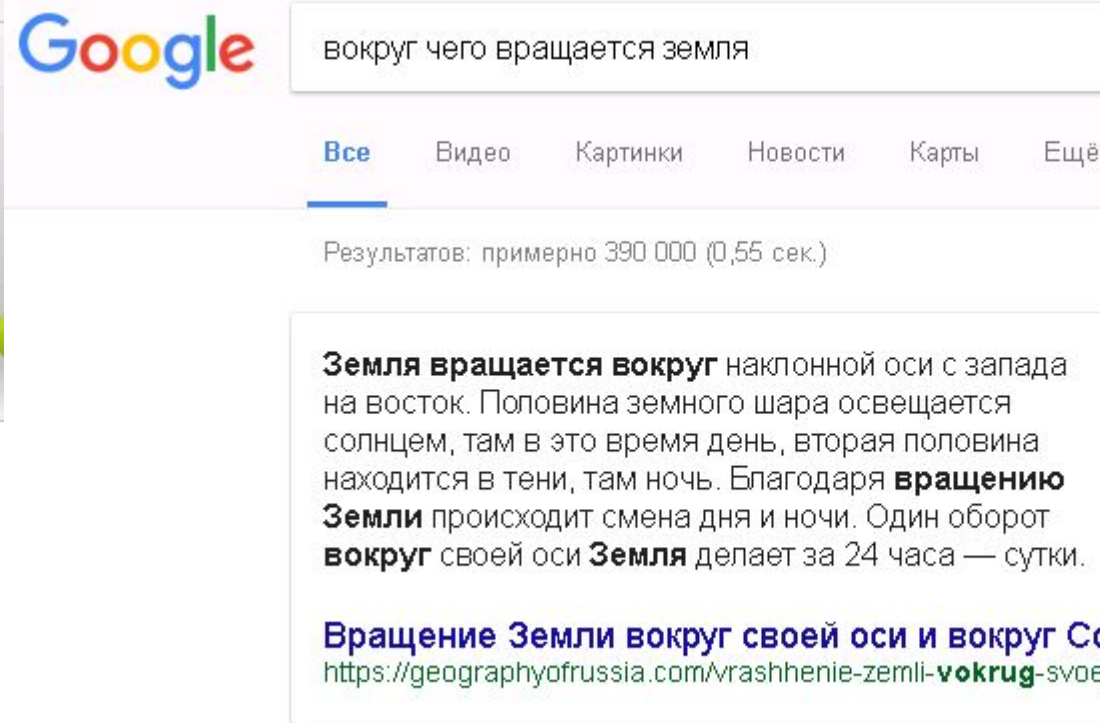 Google
вокруг чего вращается земля
Все Видео Картинки Новости Карты Ещё
Результатов: примерно 390 000 (0,55 сек.)
Земля вращается вокруг наклонной оси с запада
на восток. Половина земного шара освещается
солнцем, там в это время день, вторая половина
находится в тени, там ночь. Благодаря вращению
Земли происходит смена дня и ночи. Один оборот
вокруг своей оси Земля делает за 24 часа — сутки.
Вращение Земли вокруг своей оси и вокруг Со
https://geographyofrussia.com/vrashhenie-zemli-vokrug-svoe